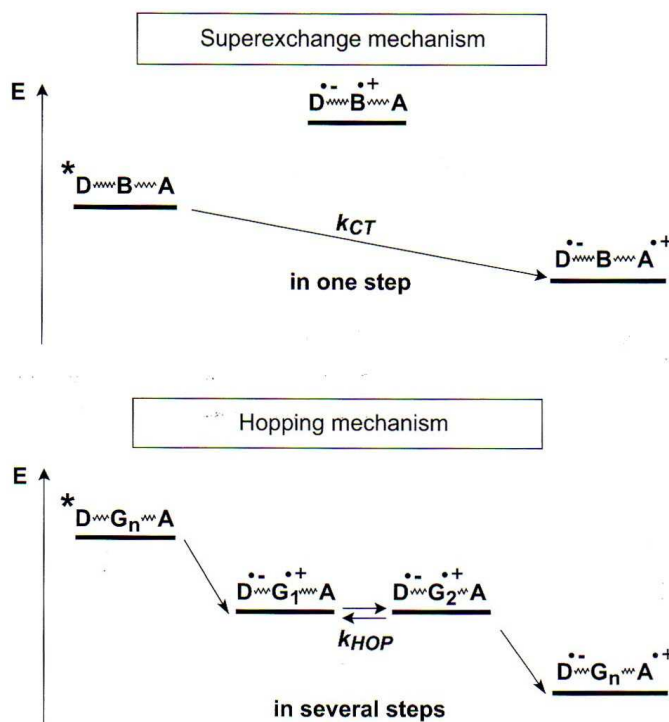 Superexchange mechanism
E
D•- B•+ A
*D B A
kCT
D•- B A•+
in one step
Hopping mechanism
E
*D Gn A
D•- G1•+ A
D•- G2•+ A
kHOP
D•- Gn A•+
in several steps